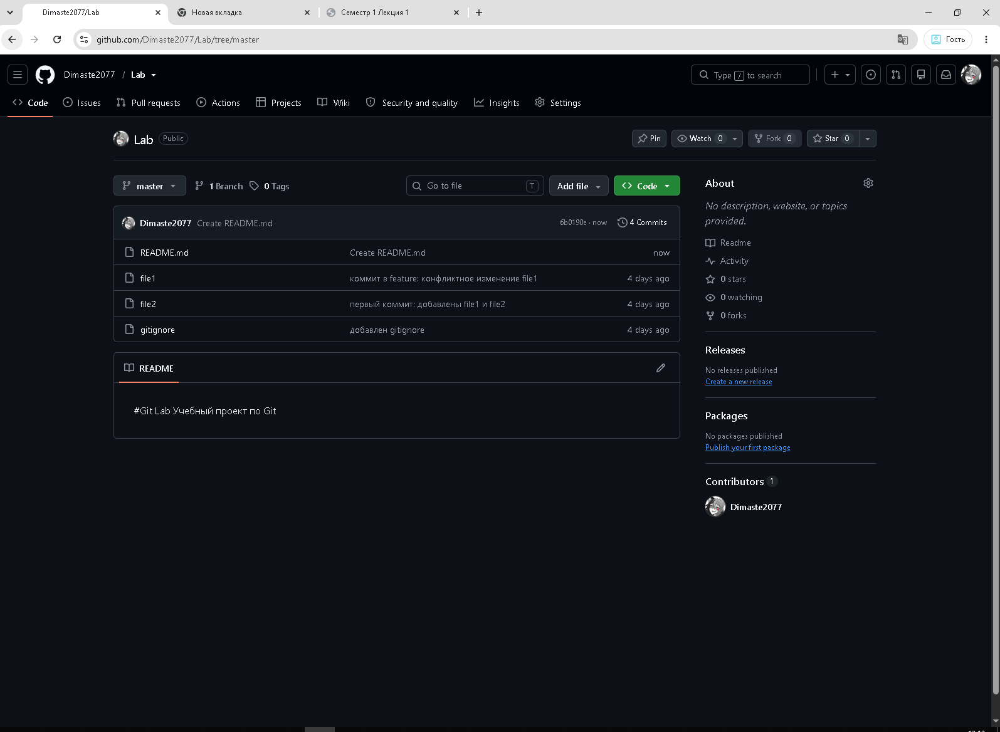 Dimaste2077/Lab
Новая вкладка
Семестр 1 Лекция 1
github.com/Dimaste2077/Lab/tree/master
Гость
Dimaste2077 / Lab
Type / to search
Code
Issues
Pull requests
Actions
Projects
Wiki
Security and quality
Insights
Settings
Lab Public
Pin
Watch 0
Fork 0
Star 0
master
1 Branch
0 Tags
Go to file T
Add file
Code
Dimaste2077 Create README.md 6b0190e · now 4 Commits
README.md Create README.md now
file1 коммит в feature: конфликтное изменение file1 4 days ago
file2 первый коммит: добавлены file1 и file2 4 days ago
gitignore добавлен gitignore 4 days ago
README
#Git Lab Учебный проект по Git
About
No description, website, or topics
provided.
Readme
Activity
0 stars
0 watching
0 forks
Releases
No releases published
Create a new release
Packages
No packages published
Publish your first package
Contributors 1
Dimaste2077